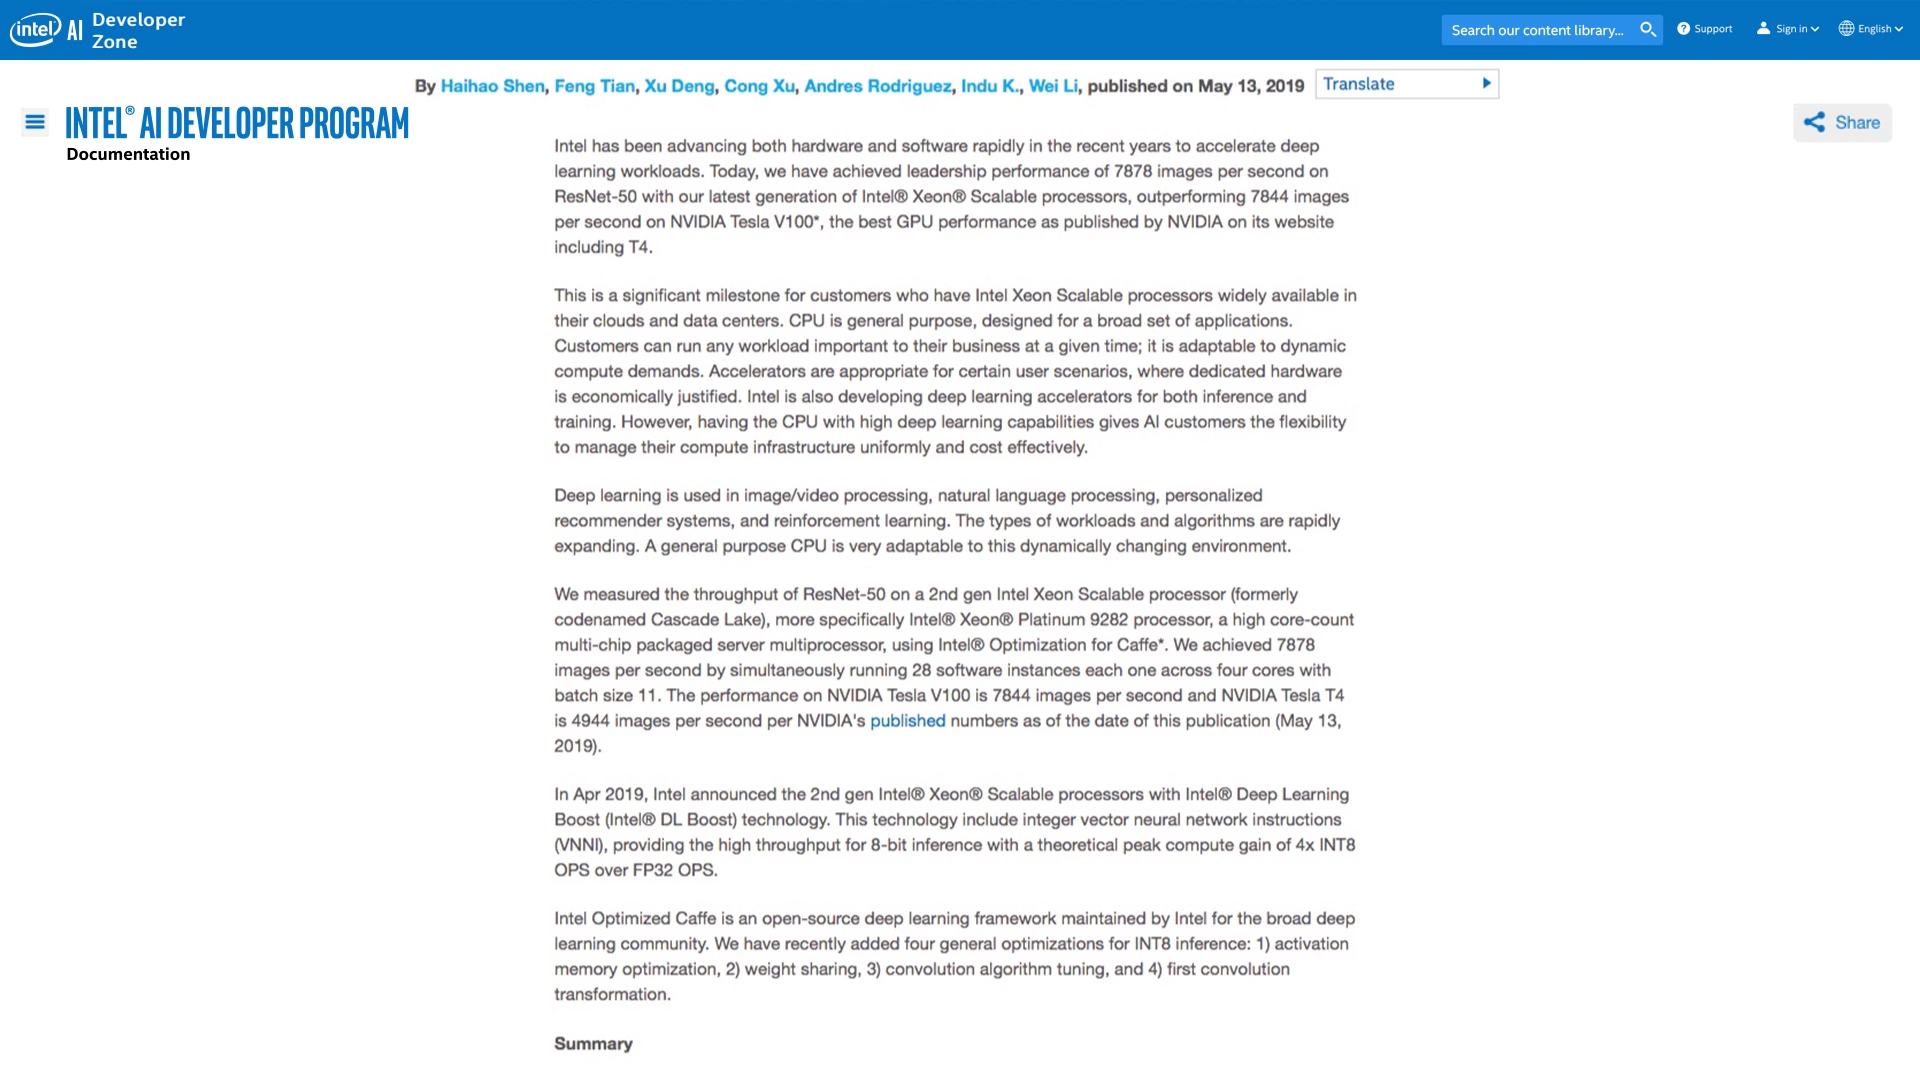 intel AI Developer
Zone
Search our content library...
? Support
Sign in
English
By Haihao Shen, Feng Tian, Xu Deng, Cong Xu, Andres Rodriguez, Indu K., Wei Li, published on May 13, 2019
Translate
INTEL® AI DEVELOPER PROGRAM
Documentation
Share
Intel has been advancing both hardware and software rapidly in the recent years to accelerate deep
learning workloads. Today, we have achieved leadership performance of 7878 images per second on
ResNet-50 with our latest generation of Intel® Xeon® Scalable processors, outperforming 7844 images
per second on NVIDIA Tesla V100*, the best GPU performance as published by NVIDIA on its website
including T4.
This is a significant milestone for customers who have Intel Xeon Scalable processors widely available in
their clouds and data centers. CPU is general purpose, designed for a broad set of applications.
Customers can run any workload important to their business at a given time; it is adaptable to dynamic
compute demands. Accelerators are appropriate for certain user scenarios, where dedicated hardware
is economically justified. Intel is also developing deep learning accelerators for both inference and
training. However, having the CPU with high deep learning capabilities gives AI customers the flexibility
to manage their compute infrastructure uniformly and cost effectively.
Deep learning is used in image/video processing, natural language processing, personalized
recommender systems, and reinforcement learning. The types of workloads and algorithms are rapidly
expanding. A general purpose CPU is very adaptable to this dynamically changing environment.
We measured the throughput of ResNet-50 on a 2nd gen Intel Xeon Scalable processor (formerly
codenamed Cascade Lake), more specifically Intel® Xeon® Platinum 9282 processor, a high core-count
multi-chip packaged server multiprocessor, using Intel® Optimization for Caffe*. We achieved 7878
images per second by simultaneously running 28 software instances each one across four cores with
batch size 11. The performance on NVIDIA Tesla V100 is 7844 images per second and NVIDIA Tesla T4
is 4944 images per second per NVIDIA's published numbers as of the date of this publication (May 13,
2019).
In Apr 2019, Intel announced the 2nd gen Intel® Xeon® Scalable processors with Intel® Deep Learning
Boost (Intel® DL Boost) technology. This technology include integer vector neural network instructions
(VNNI), providing the high throughput for 8-bit inference with a theoretical peak compute gain of 4x INT8
OPS over FP32 OPS.
Intel Optimized Caffe is an open-source deep learning framework maintained by Intel for the broad deep
learning community. We have recently added four general optimizations for INT8 inference: 1) activation
memory optimization, 2) weight sharing, 3) convolution algorithm tuning, and 4) first convolution
transformation.
Summary